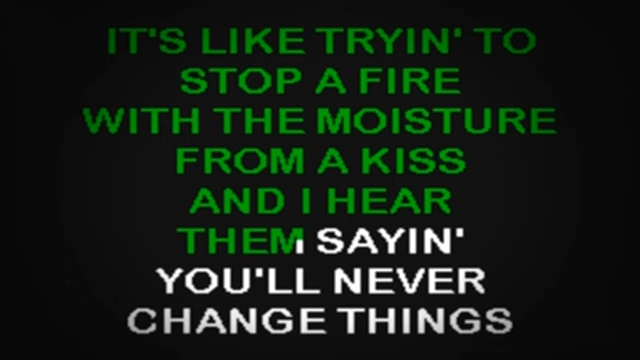 IT'S LIKE TRYIN' TO
STOP A FIRE
WITH THE MOISTURE
FROM A KISS
AND I HEAR
THEM SAYIN'
YOU'LL NEVER
CHANGE THINGS